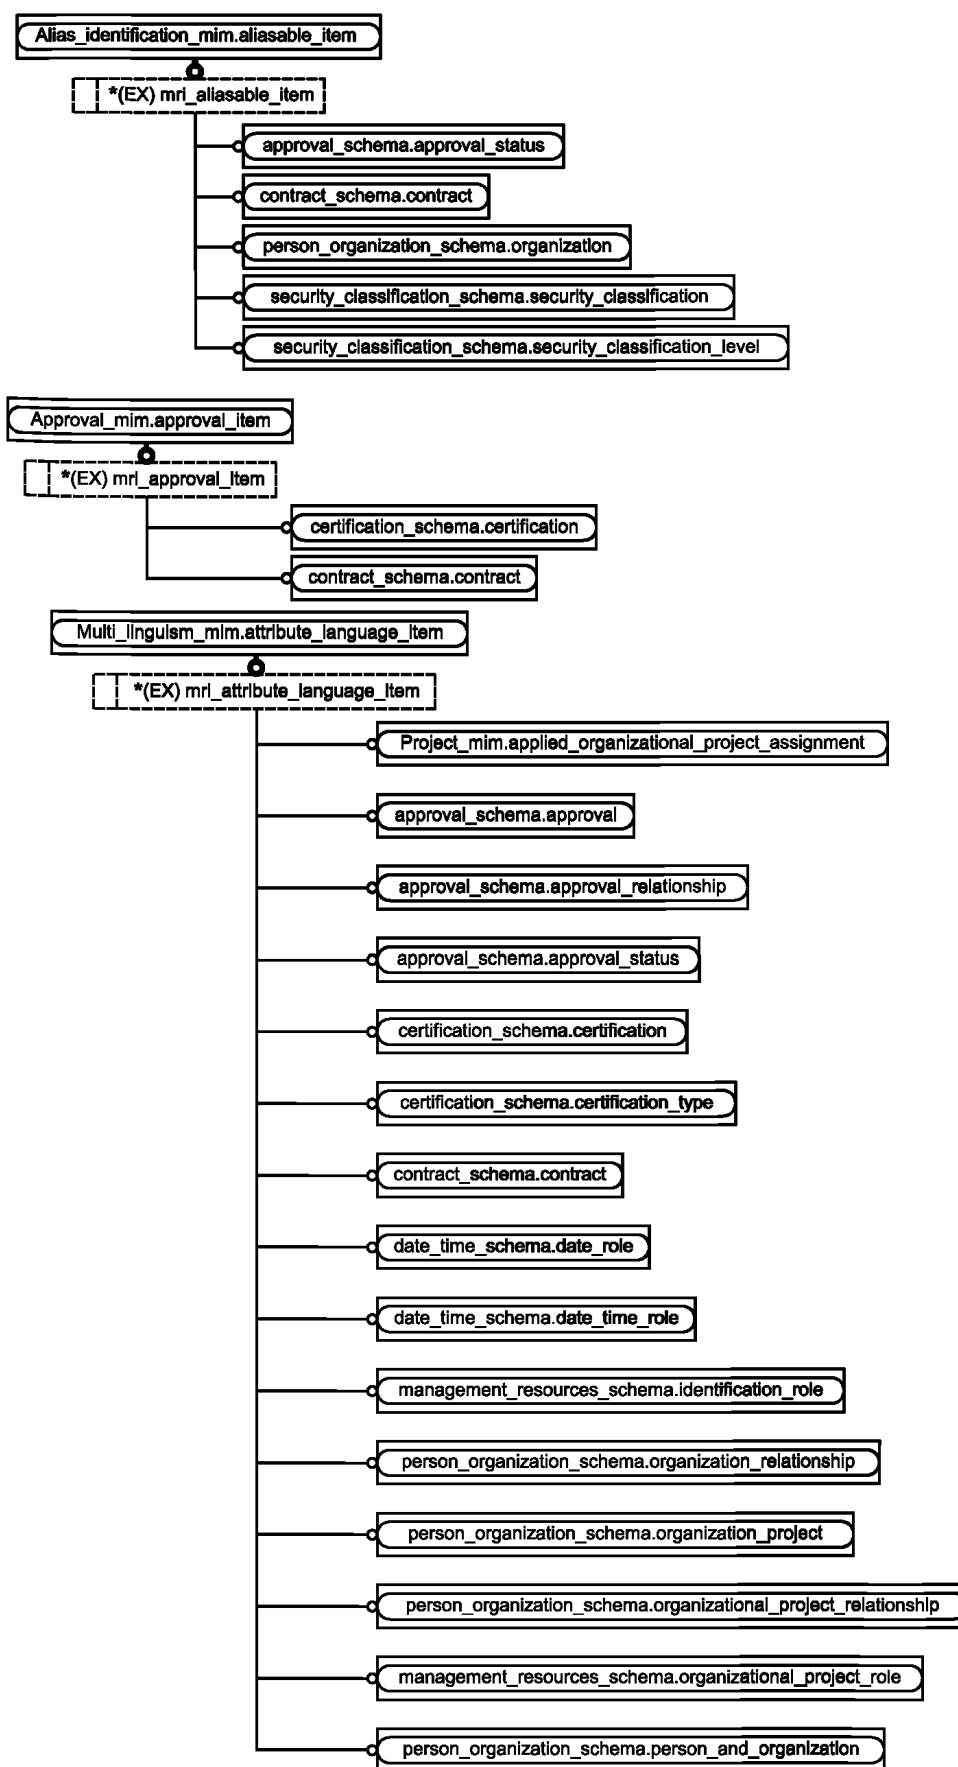 Alias_identification_mim.aliasable_item
*(EX) mri_aliasable_item
approval_schema.approval_status
contract_schema.contract
person_organization_schema.organization
security_classification_schema.security_classification
security_classification_schema.security_classification_level
Approval_mim.approval_item
*(EX) mri_approval_item
certification_schema.certification
contract_schema.contract
Multi_linguism_mim.attribute_language_item
*(EX) mri_attribute_language_item
Project_mim.applied_organizational_project_assignment
approval_schema.approval
approval_schema.approval_relationship
approval_schema.approval_status
certification_schema.certification
certification_schema.certification_type
contract_schema.contract
date_time_schema.date_role
date_time_schema.date_time_role
management_resources_schema.identification_role
person_organization_schema.organization_relationship
person_organization_schema.organization_project
person_organization_schema.organizational_project_relationship
management_resources_schema.organizational_project_role
person_organization_schema.person_and_organization